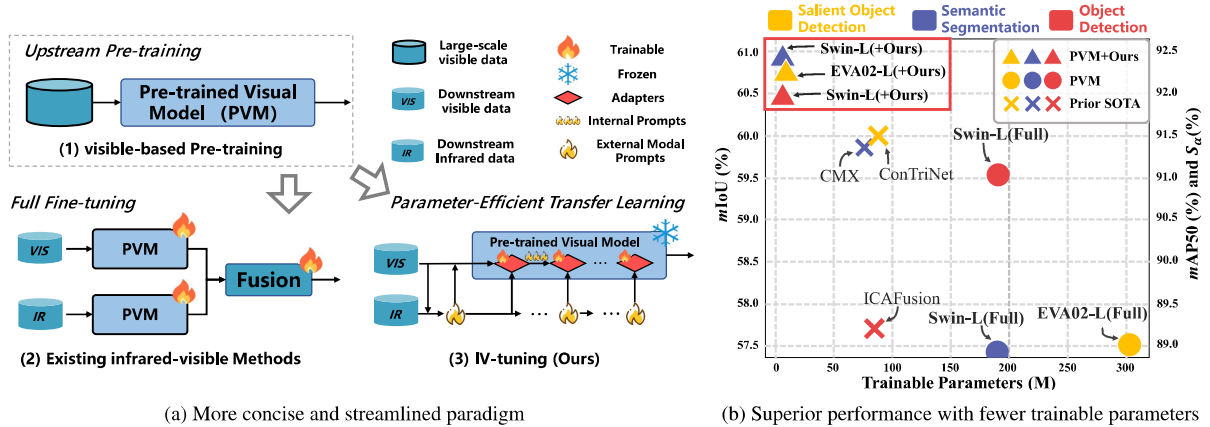 Upstream Pre-training
Pre-trained Visual
Model (PVM)
(1) visible-based Pre-training
Large-scale
visible data
Trainable
Frozen
VIS
Downstream
visible data
Adapters
Internal Prompts
IR
Downstream
Infrared data
External Modal
Prompts
Full Fine-tuning
VIS
PVM
IR
PVM
Fusion
(2) Existing infrared-visible Methods
Parameter-Efficient Transfer Learning
Pre-trained Visual Model
VIS
IR
...
... ...
(3) IV-tuning (Ours)
(a) More concise and streamlined paradigm
Salient Object
Detection
Semantic
Segmentation
Object
Detection
61.0
60.5
60.0
59.5
59.0
58.5
58.0
57.5
mIoU (%)
Swin-L(+Ours)
EVA02-L(+Ours)
Swin-L(+Ours)
PVM+Ours
PVM
Prior SOTA
CMX
ConTriNet
Swin-L(Full)
ICAFusion
Swin-L(Full)
EVA02-L(Full)
92.5
92.0
91.5
91.0
90.5
90.0
89.5
89.0
mAP50 (%) and Sα(%)
0 50 100 150 200 250 300
Trainable Parameters (M)
(b) Superior performance with fewer trainable parameters